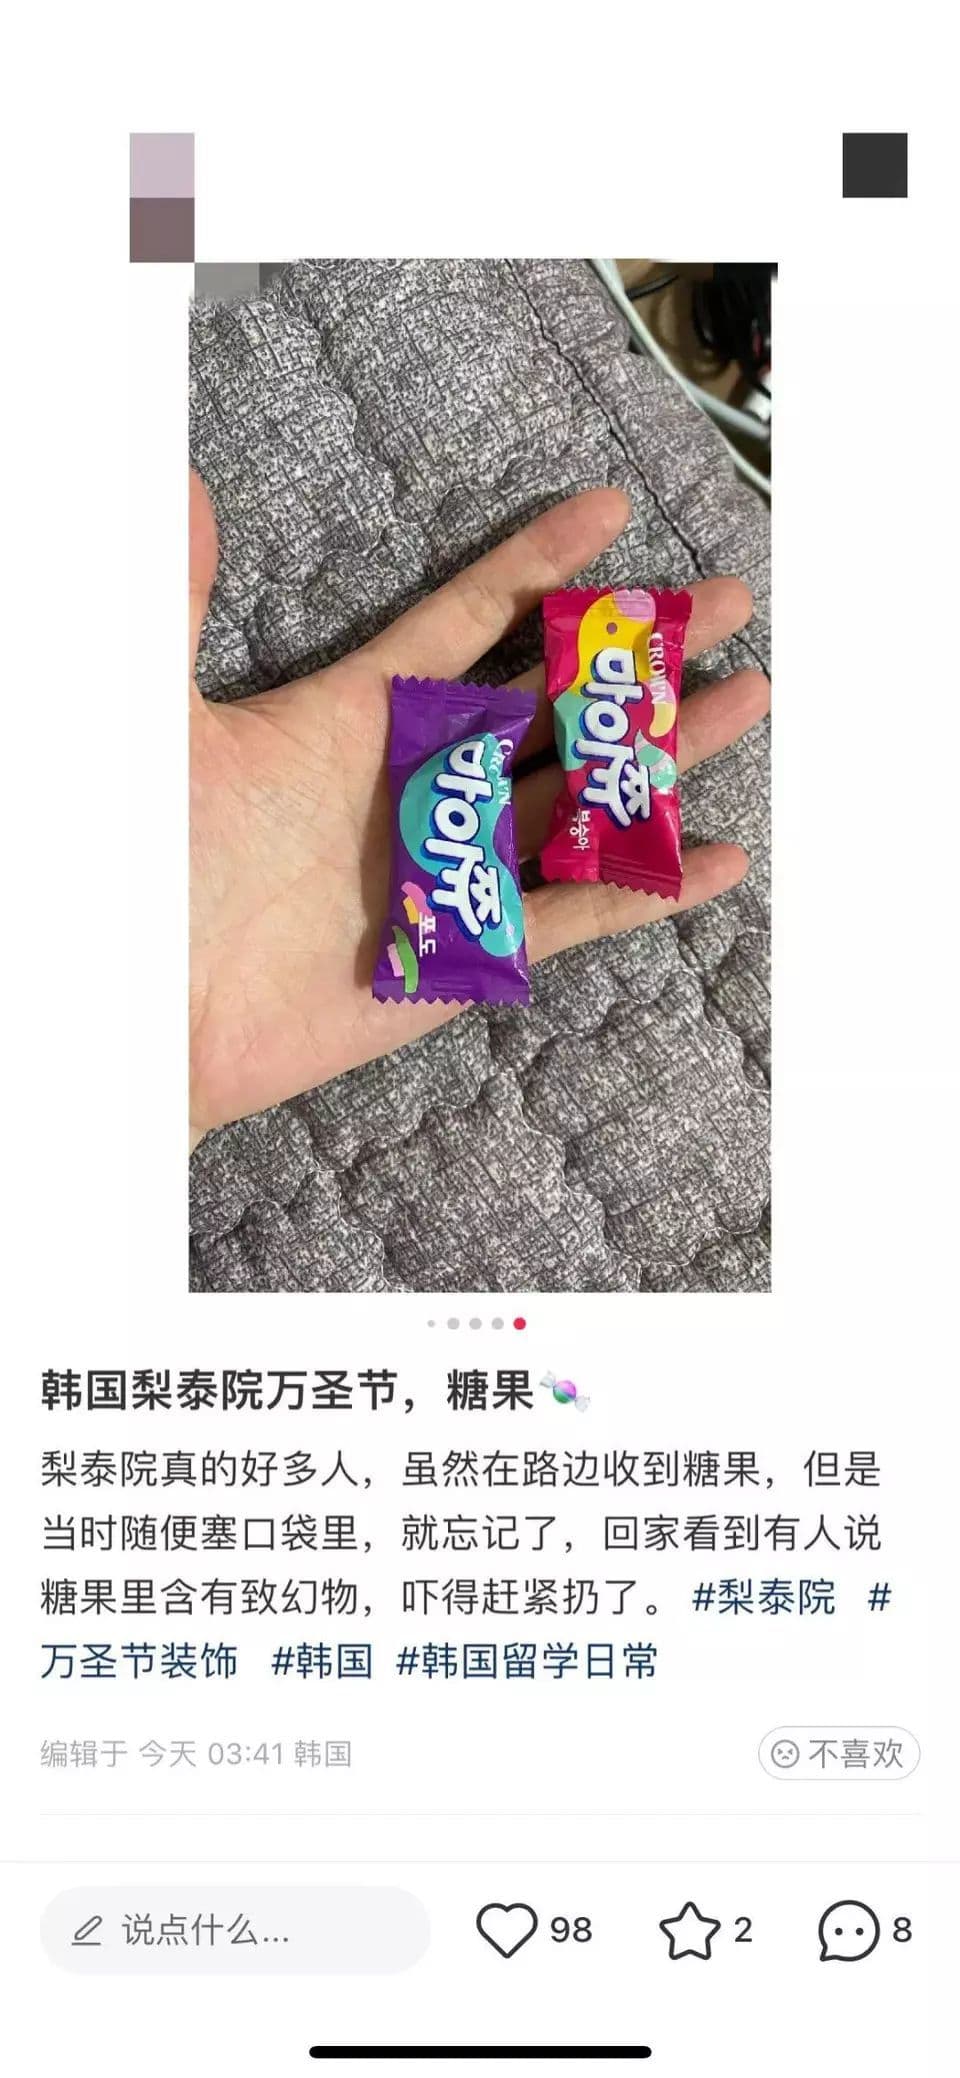 CROWN
마이쮸
복숭아
CROWN
마이쮸
포도
韩国梨泰院万圣节，糖果🍬
梨泰院真的好多人，虽然在路边收到糖果，但是
当时随便塞口袋里，就忘记了，回家看到有人说
糖果里含有致幻物，吓得赶紧扔了。 #梨泰院 #
万圣节装饰 #韩国 #韩国留学日常
编辑于 今天 03:41 韩国
不喜欢
说点什么...
98
2
8